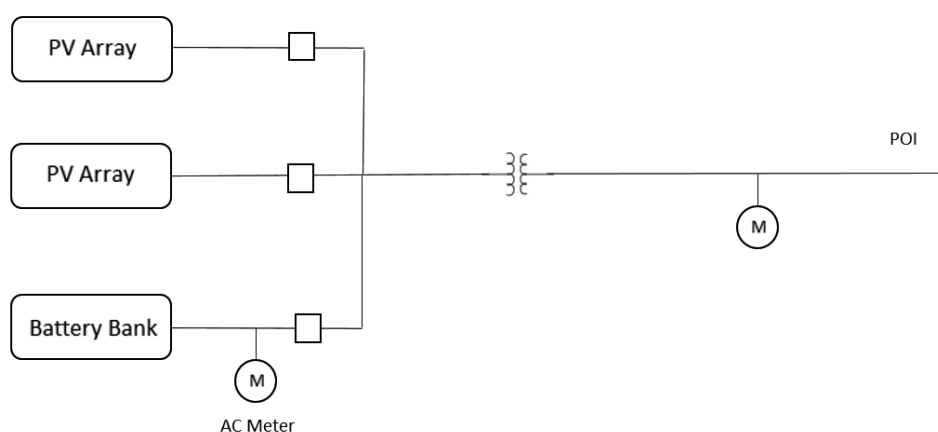 PV Array
POI
PV Array
M
Battery Bank
M
AC Meter